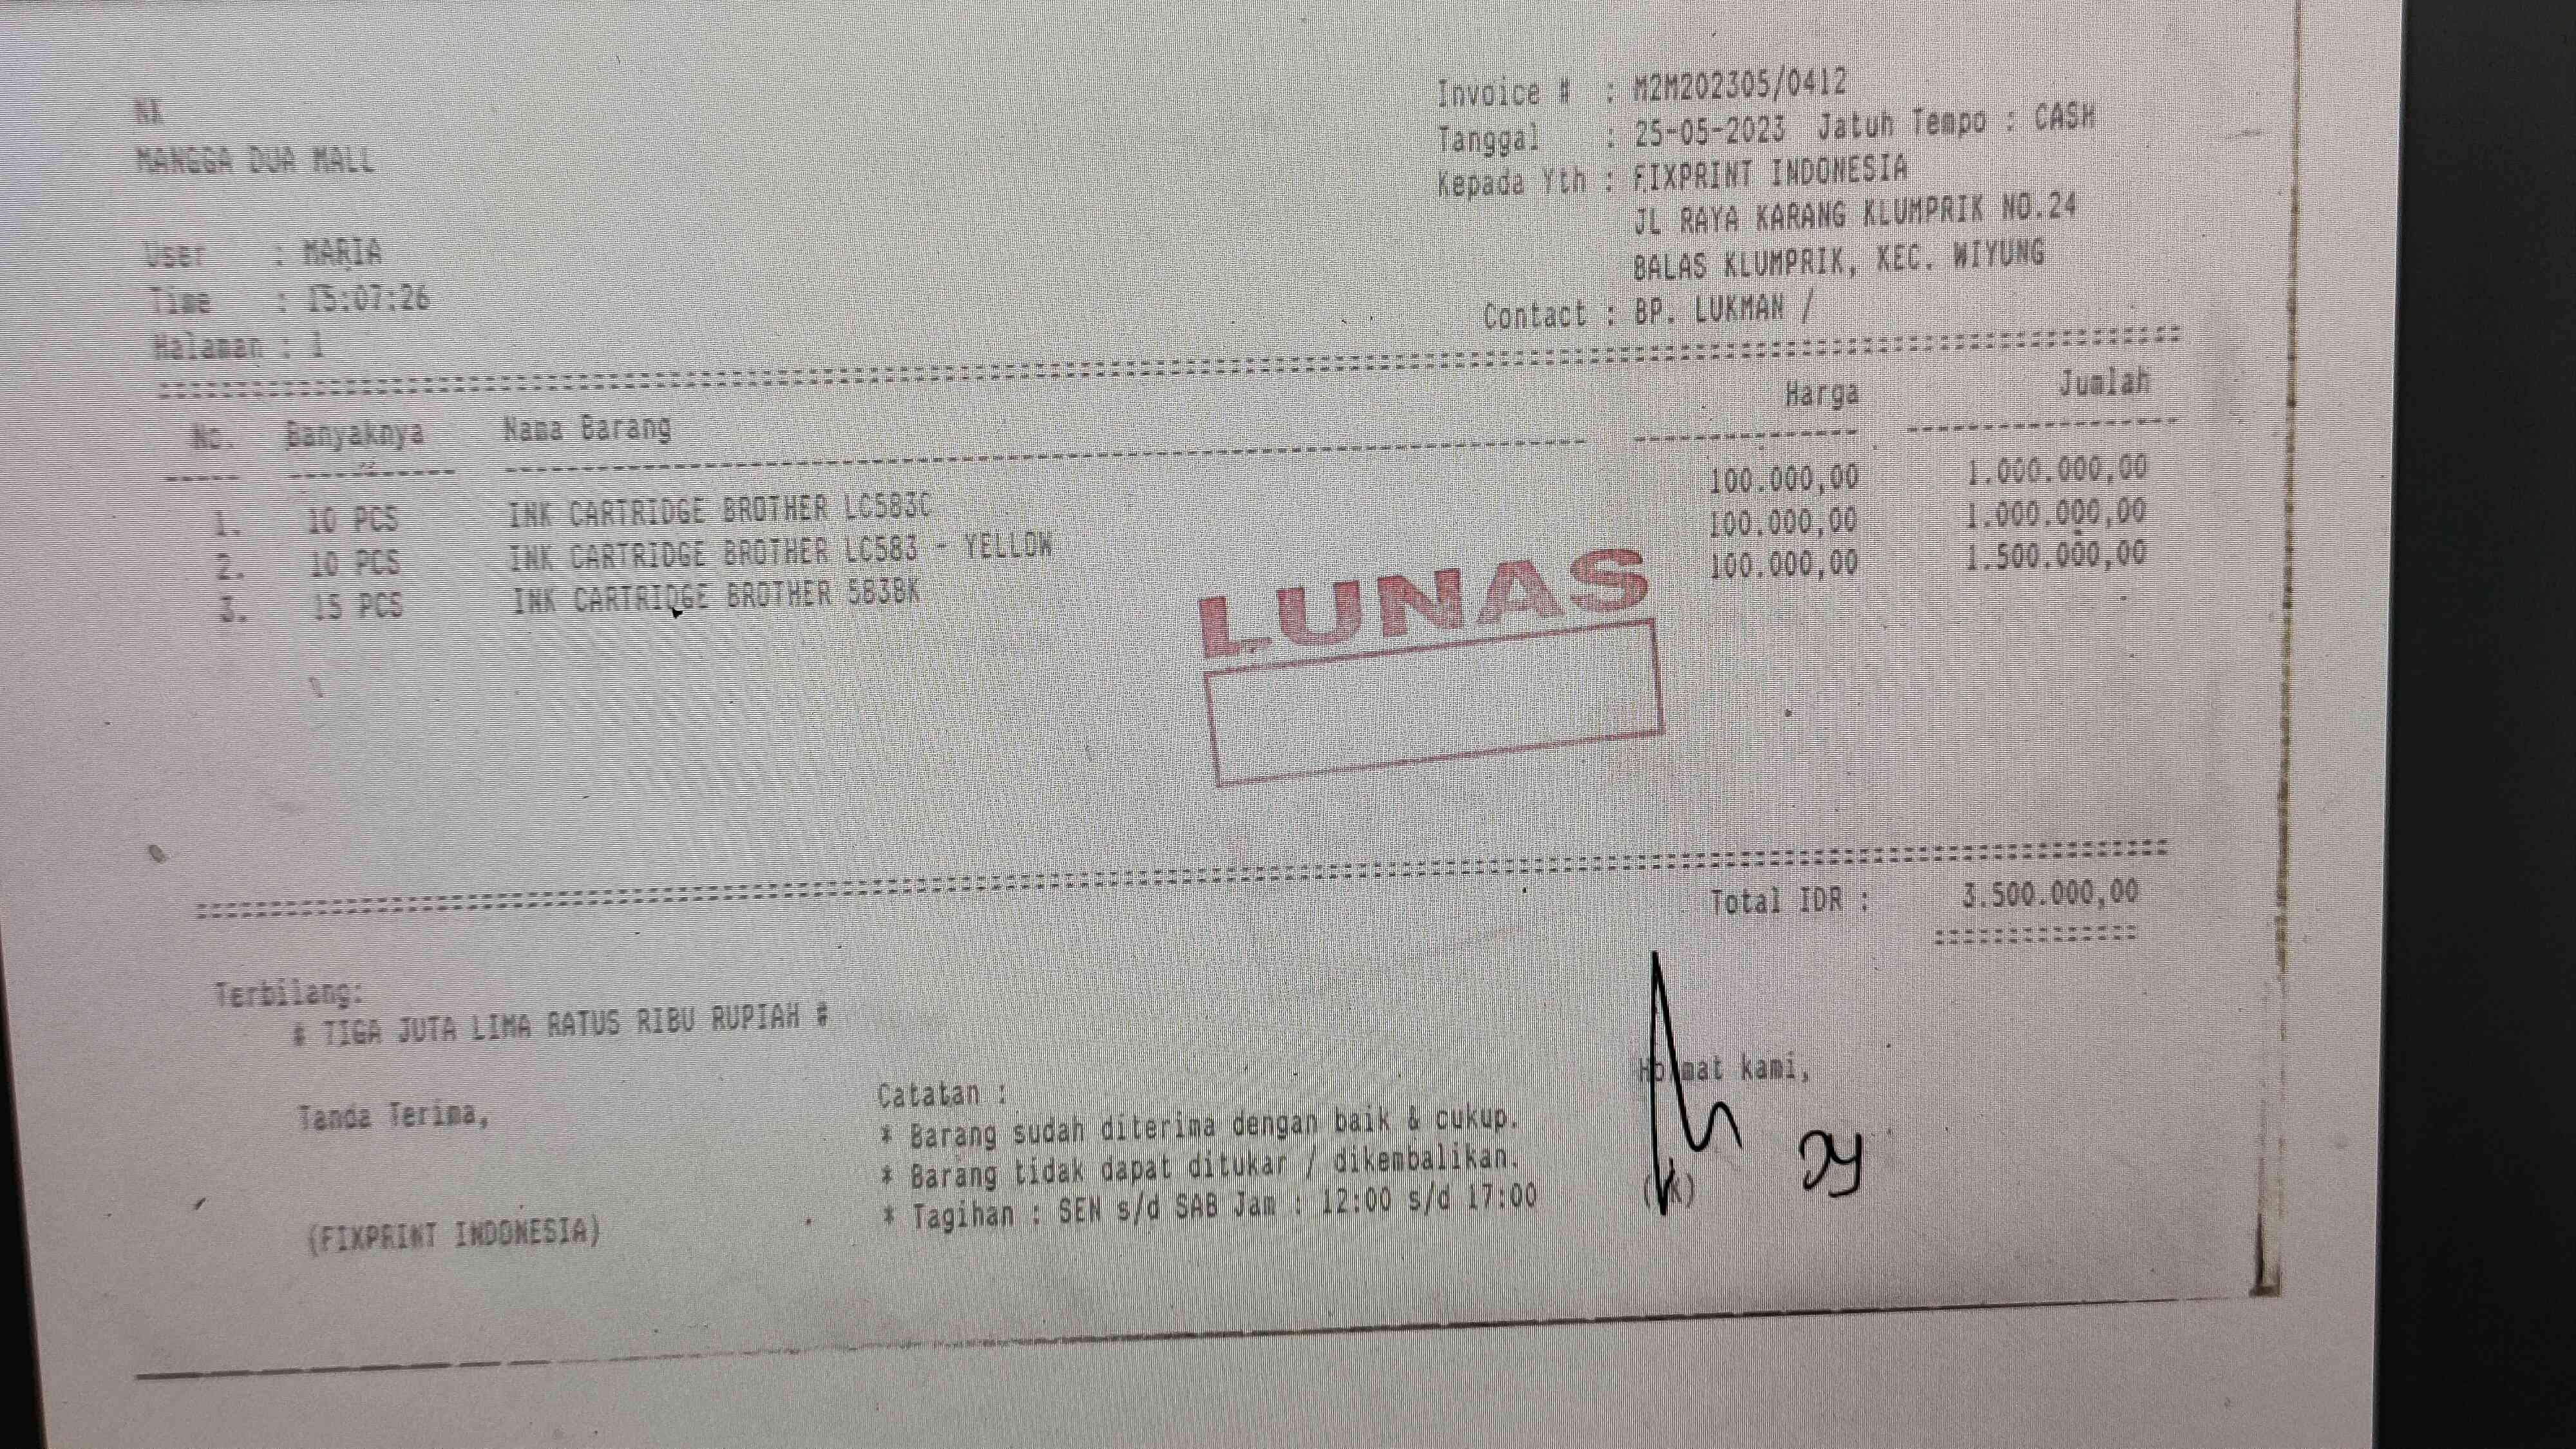 NK
MANGGA DUA MALL
User : MARIA
Time : 15:07:26
Halaman : 1
Invoice # : M2M202305/0412
Tanggal : 25-05-2023 Jatuh Tempo : CASH
Kepada Yth : FIXPRINT INDONESIA
JL RAYA KARANG KLUMPRIK NO.24
BALAS KLUMPRIK, KEC. WIYUNG
Contact : BP. LUKMAN /
No. Banyaknya Nama Barang Harga Jumlah
1. 10 PCS INK CARTRIDGE BROTHER LC583C 100.000,00 1.000.000,00
2. 10 PCS INK CARTRIDGE BROTHER LC583 - YELLOW 100.000,00 1.000.000,00
3. 15 PCS INK CARTRIDGE BROTHER 583BK 100.000,00 1.500.000,00
LUNAS
Total IDR : 3.500.000,00
Terbilang:
# TIGA JUTA LIMA RATUS RIBU RUPIAH #
Tanda Terima,
(FIXPRINT INDONESIA)
Catatan :
* Barang sudah diterima dengan baik & cukup.
* Barang tidak dapat ditukar / dikembalikan.
* Tagihan : SEN s/d SAB Jam : 12:00 s/d 17:00
Hormat kami,